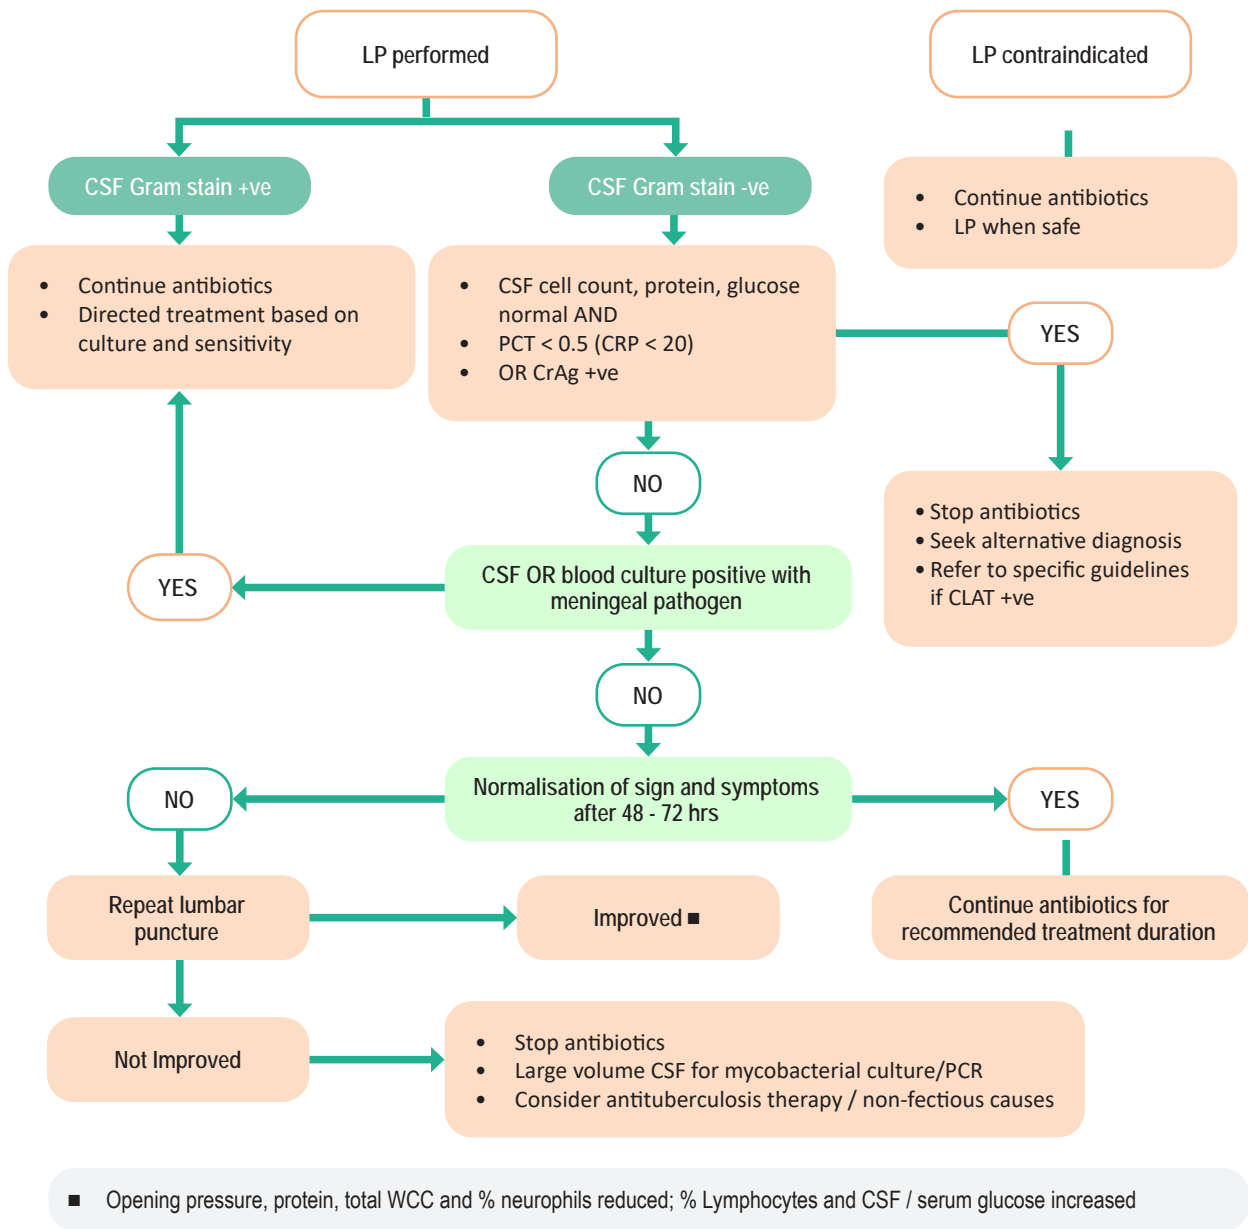 LP performed
LP contraindicated
CSF Gram stain +ve
CSF Gram stain -ve
• Continue antibiotics
• LP when safe
• Continue antibiotics
• Directed treatment based on
culture and sensitivity
• CSF cell count, protein, glucose
normal AND
• PCT < 0.5 (CRP < 20)
• OR CrAg +ve
YES
NO
• Stop antibiotics
• Seek alternative diagnosis
• Refer to specific guidelines
if CLAT +ve
YES
CSF OR blood culture positive with
meningeal pathogen
NO
NO
Normalisation of sign and symptoms
after 48 - 72 hrs
YES
Repeat lumbar
puncture
Improved ■
Continue antibiotics for
recommended treatment duration
Not Improved
• Stop antibiotics
• Large volume CSF for mycobacterial culture/PCR
• Consider antituberculosis therapy / non-fectious causes
■ Opening pressure, protein, total WCC and % neurophils reduced; % Lymphocytes and CSF / serum glucose increased